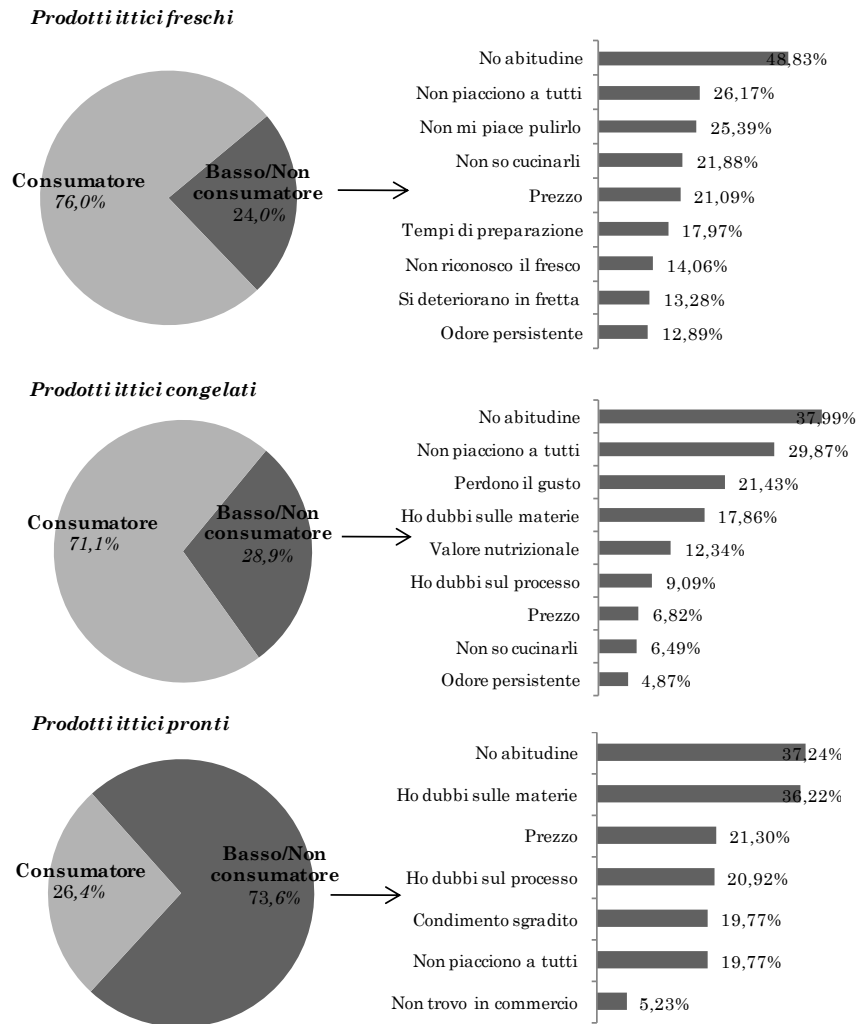 Prodotti ittici freschi
Consumatore
76,0%
Basso/Non
consumatore
24,0%
No abitudine 48,83%
Non piacciono a tutti 26,17%
Non mi piace pulirlo 25,39%
Non so cucinarli 21,88%
Prezzo 21,09%
Tempi di preparazione 17,97%
Non riconosco il fresco 14,06%
Si deteriorano in fretta 13,28%
Odore persistente 12,89%
Prodotti ittici congelati
Consumatore
71,1%
Basso/Non
consumatore
28,9%
No abitudine 37,99%
Non piacciono a tutti 29,87%
Perdono il gusto 21,43%
Ho dubbi sulle materie 17,86%
Valore nutrizionale 12,34%
Ho dubbi sul processo 9,09%
Prezzo 6,82%
Non so cucinarli 6,49%
Odore persistente 4,87%
Prodotti ittici pronti
Consumatore
26,4%
Basso/Non
consumatore
73,6%
No abitudine 37,24%
Ho dubbi sulle materie 36,22%
Prezzo 21,30%
Ho dubbi sul processo 20,92%
Condimento sgradito 19,77%
Non piacciono a tutti 19,77%
Non trovo in commercio 5,23%